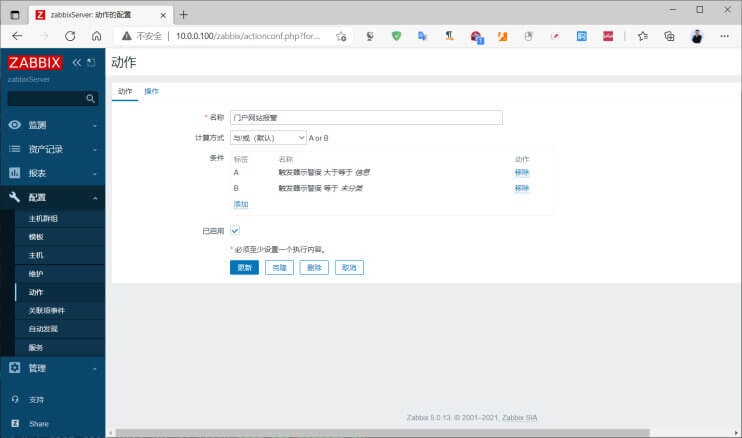 zabbixServer: 动作的配置
不安全 | 10.0.0.100/zabbix/actionconf.php?for...
ZABBIX
zabbixServer
监测
资产记录
报表
配置
主机群组
模板
主机
维护
动作
关联项事件
自动发现
服务
管理
支持
Share
动作
动作 操作
* 名称 门户网站报警
计算方式 与/或（默认） A or B
条件 标签 名称 动作
A 触发器示警度 大于等于 信息 移除
B 触发器示警度 等于 未分类 移除
添加
已启用
* 必须至少设置一个执行内容。
更新 克隆 删除 取消
Zabbix 5.0.13. © 2001–2021, Zabbix SIA